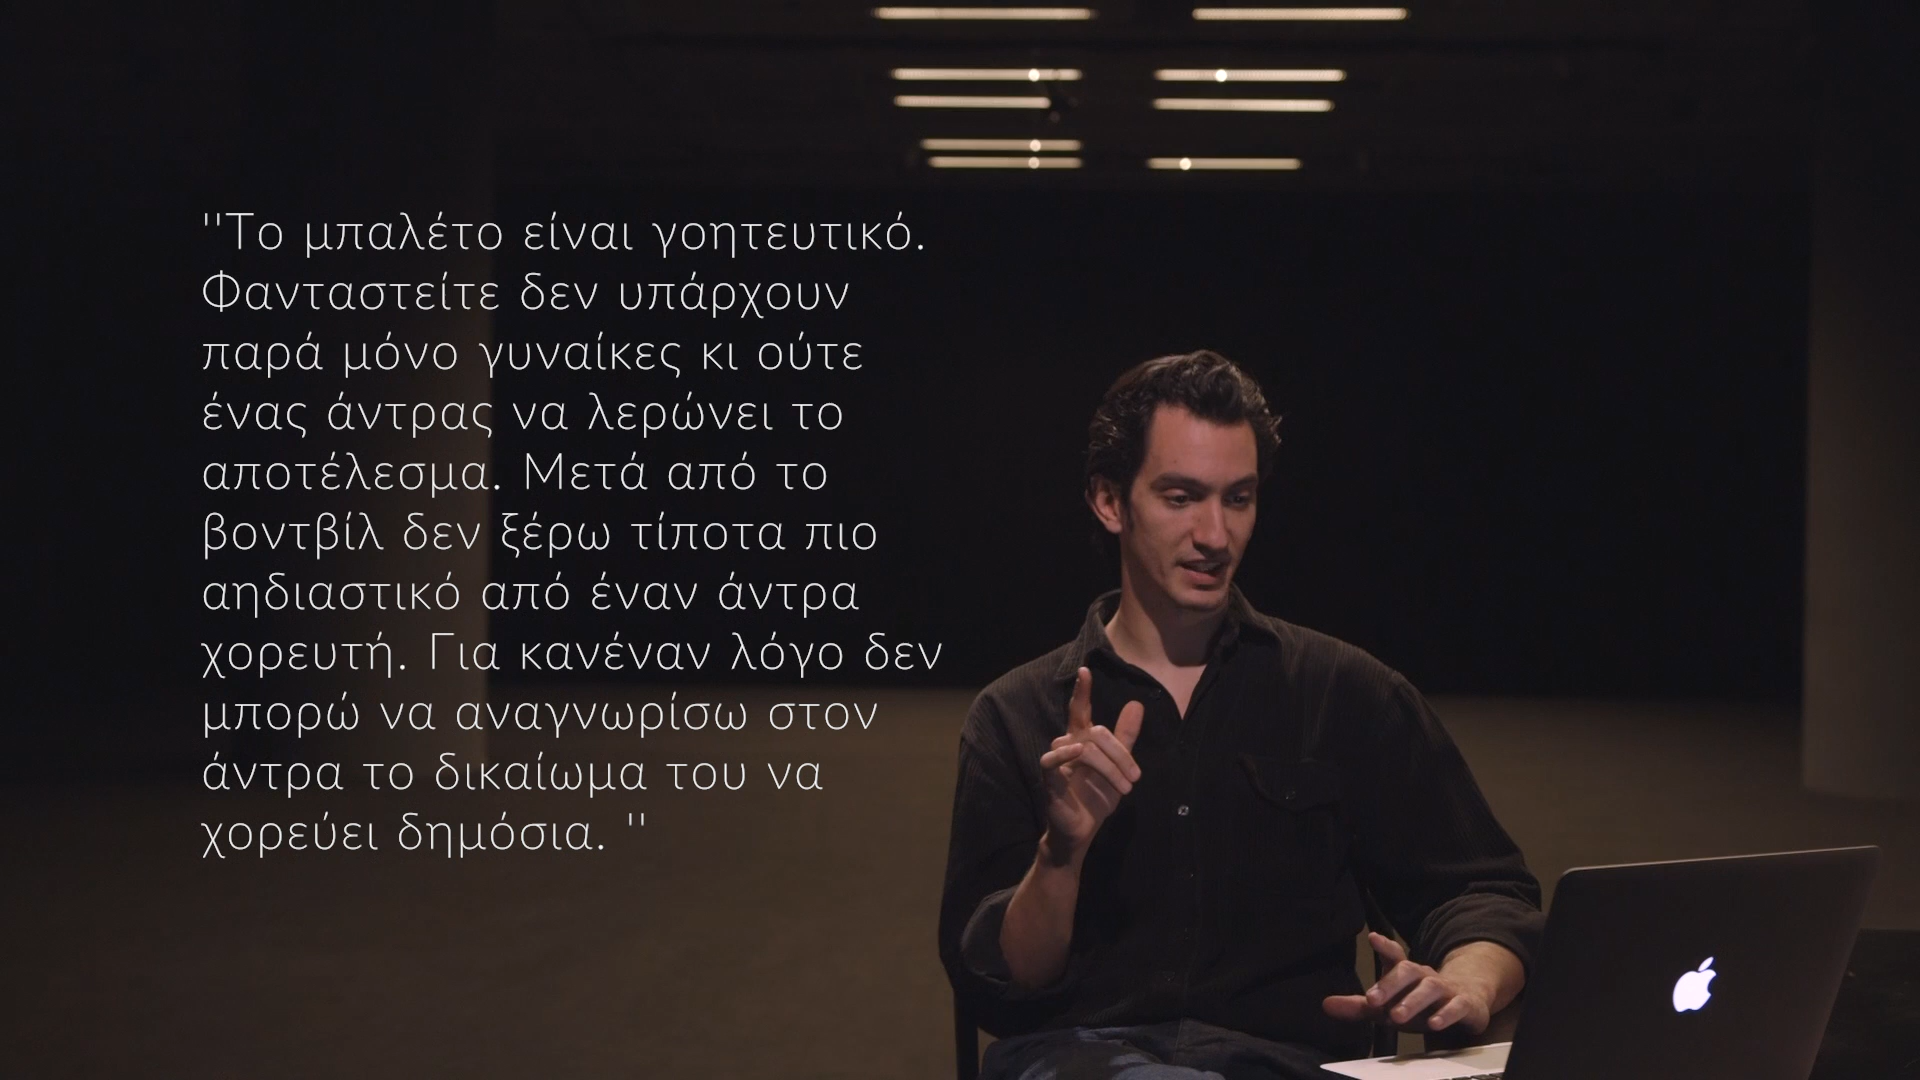 ''Το μπαλέτο είναι γοητευτικό.
Φανταστείτε δεν υπάρχουν
παρά μόνο γυναίκες κι ούτε
ένας άντρας να λερώνει το
αποτέλεσμα. Μετά από το
βοντβίλ δεν ξέρω τίποτα πιο
αηδιαστικό από έναν άντρα
χορευτή. Για κανέναν λόγο δεν
μπορώ να αναγνωρίσω στον
άντρα το δικαίωμα του να
χορεύει δημόσια. ''